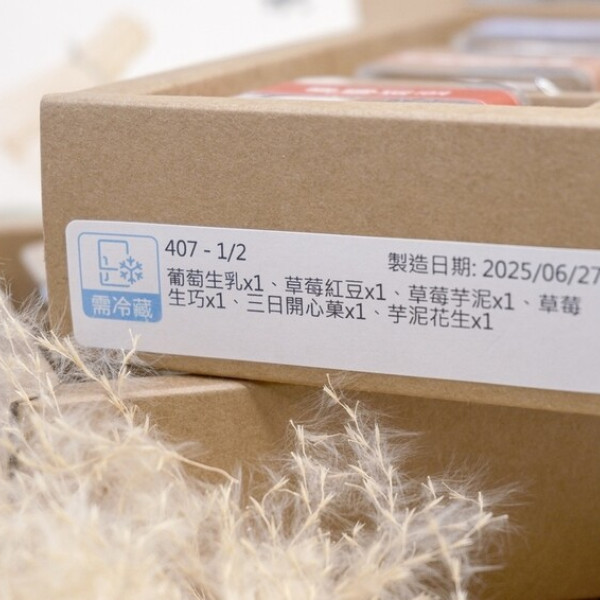 407 - 1/2
製造日期: 2025/06/27
葡萄生乳x1、草莓紅豆x1、草莓芋泥x1、草莓
生巧x1、三日開心菓x1、芋泥花生x1
需冷藏